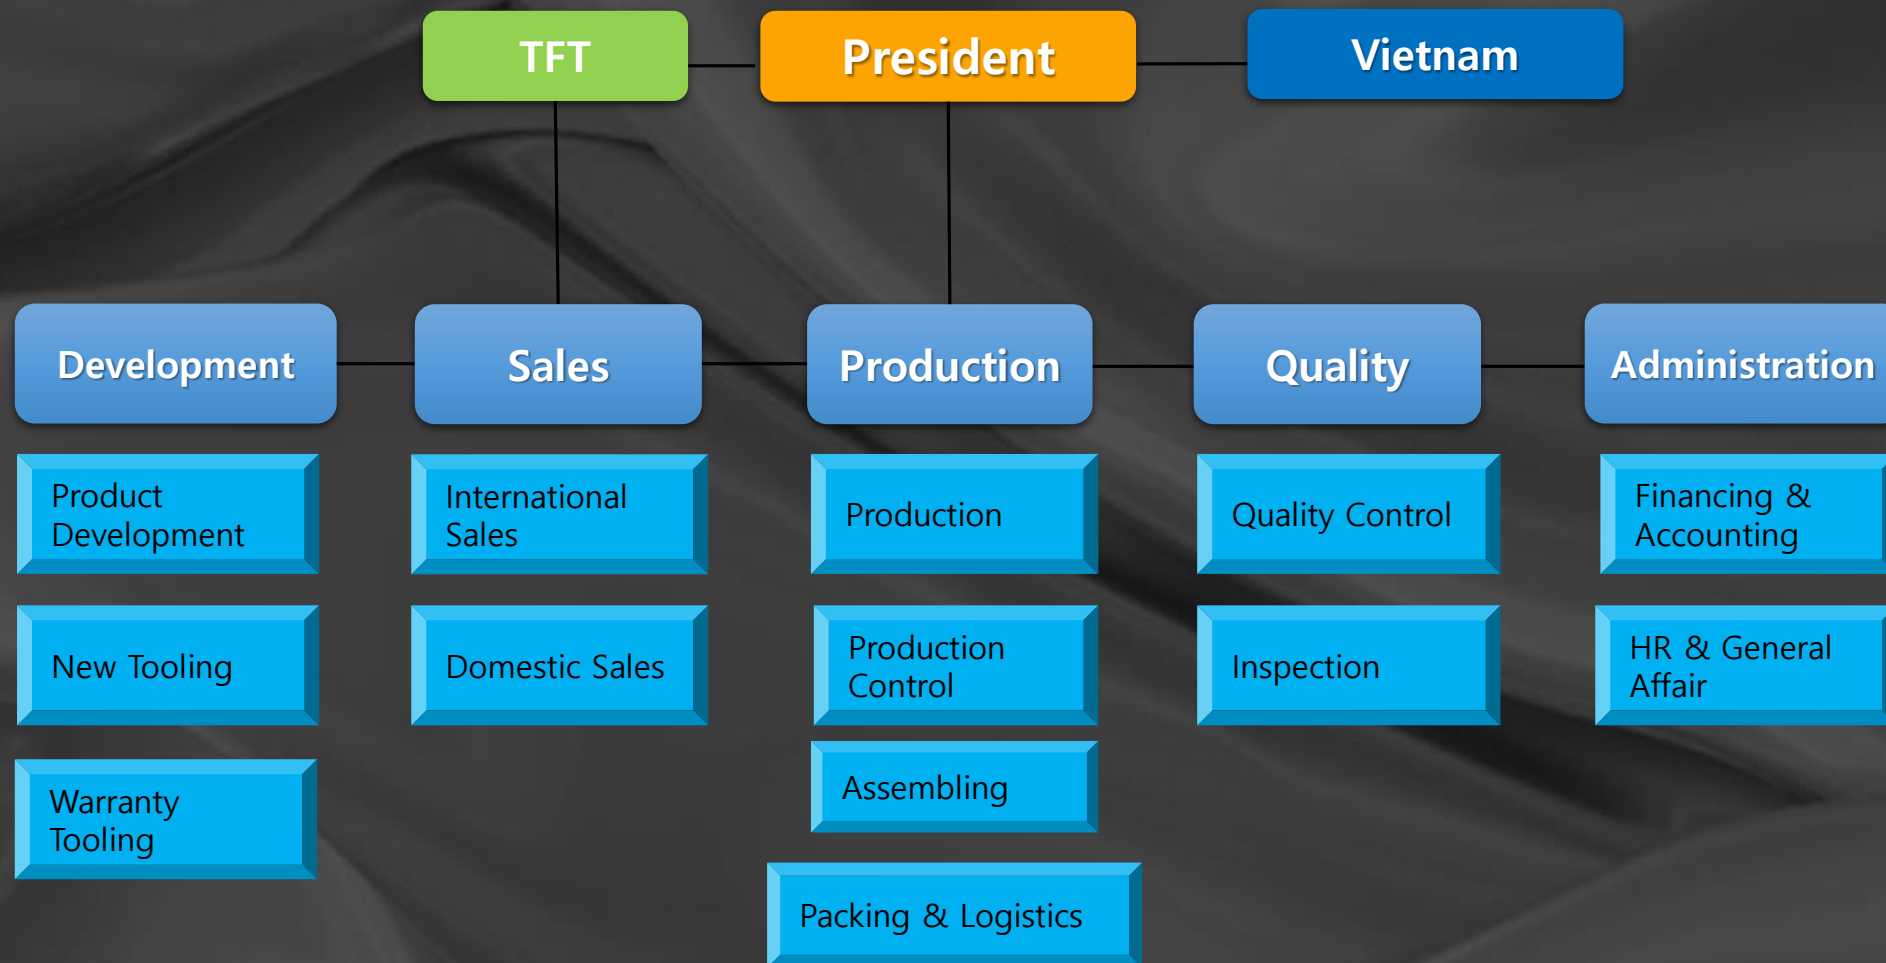 TFT
President
Vietnam
Development
Sales
Production
Quality
Administration
Product
Development
International
Sales
Production
Quality Control
Financing &
Accounting
New Tooling
Domestic Sales
Production
Control
Inspection
HR & General
Affair
Warranty
Tooling
Assembling
Packing & Logistics